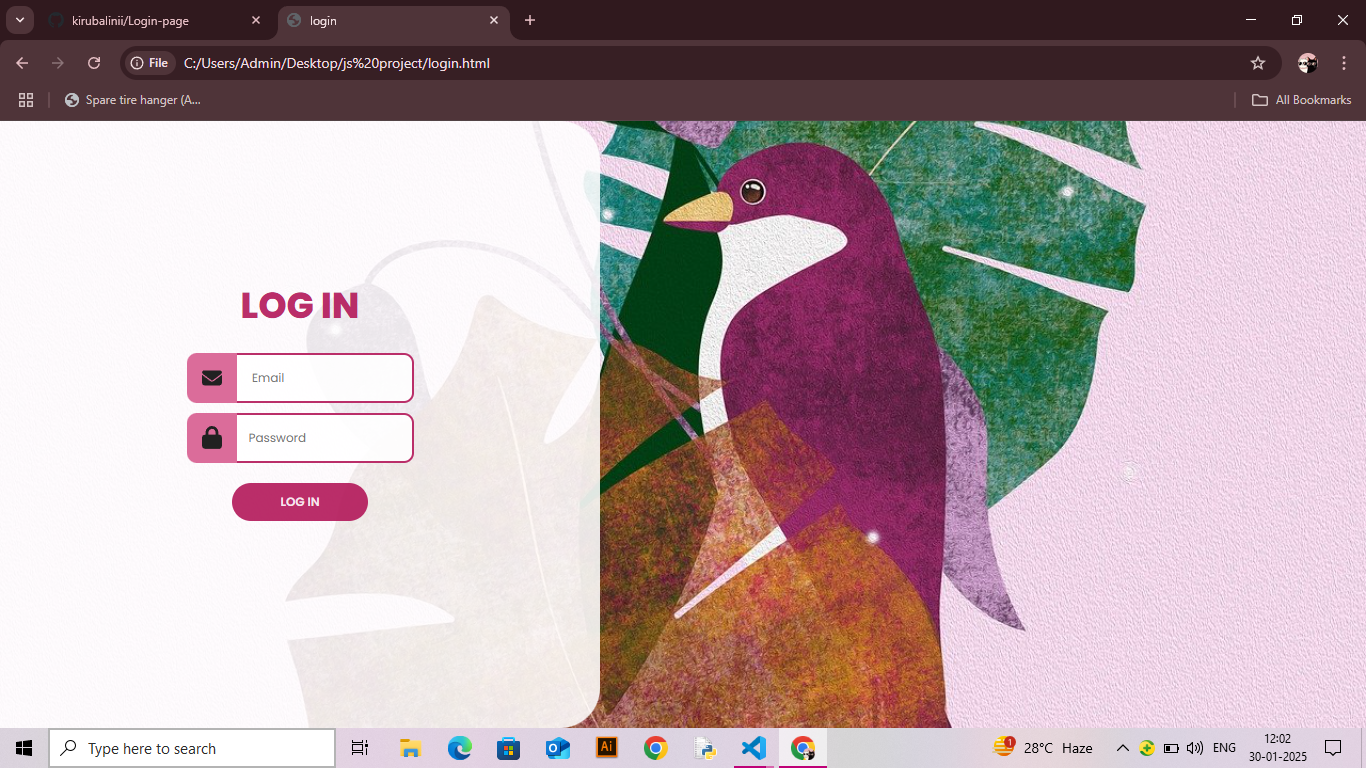 kirubalinii/Login-page
login
File
C:/Users/Admin/Desktop/js%20project/login.html
Spare tire hanger (A...
All Bookmarks
LOG IN
Email
Password
LOG IN
Type here to search
Ai
1
28°C Haze
ENG
12:02
30-01-2025